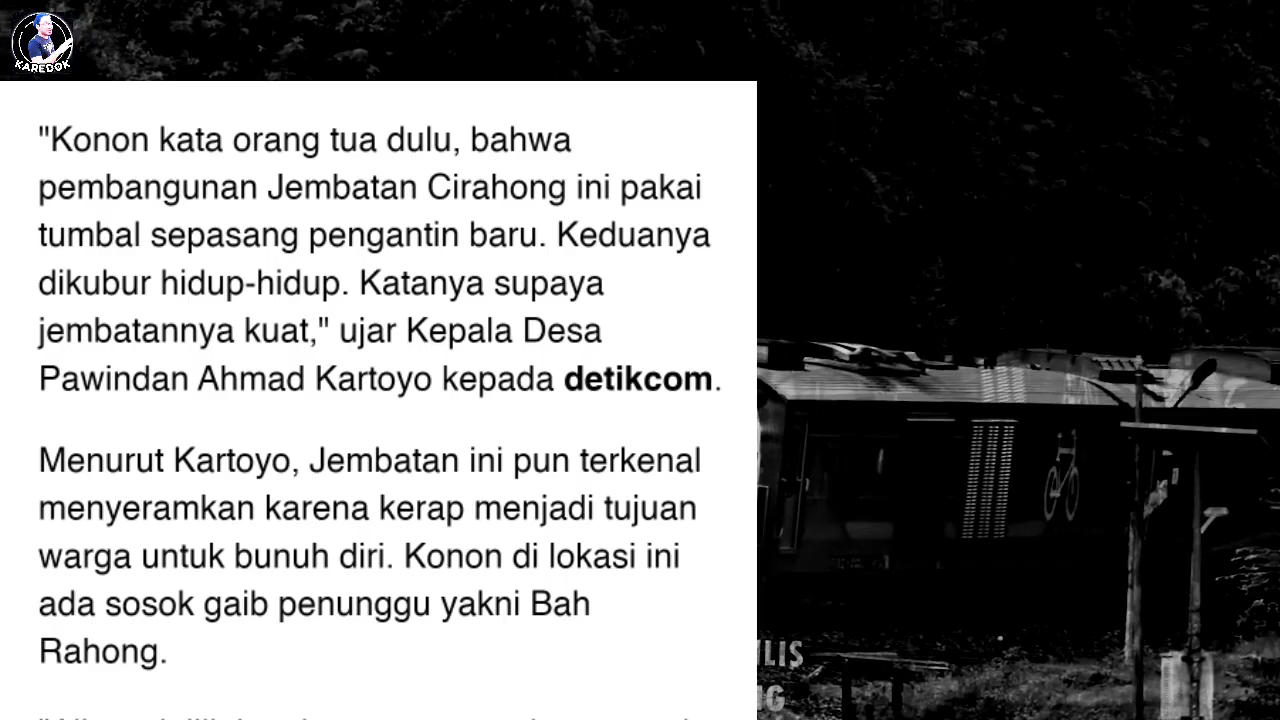 KAREDOK
"Konon kata orang tua dulu, bahwa
pembangunan Jembatan Cirahong ini pakai
tumbal sepasang pengantin baru. Keduanya
dikubur hidup-hidup. Katanya supaya
jembatannya kuat," ujar Kepala Desa
Pawindan Ahmad Kartoyo kepada detikcom.
Menurut Kartoyo, Jembatan ini pun terkenal
menyeramkan karena kerap menjadi tujuan
warga untuk bunuh diri. Konon di lokasi ini
ada sosok gaib penunggu yakni Bah
Rahong.